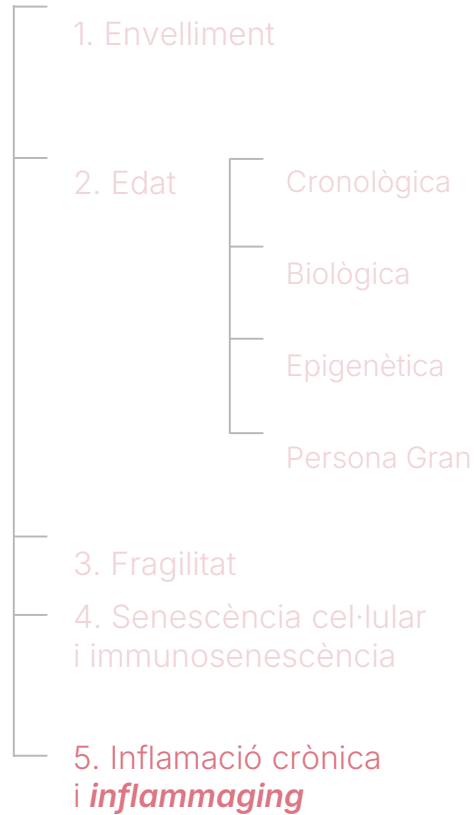 1. Envelliment
2. Edat
Cronològica
Biològica
Epigenètica
Persona Gran
3. Fragilitat
4. Senescència cel·lular
i immunosenescència
5. Inflamació crònica
i inflammaging